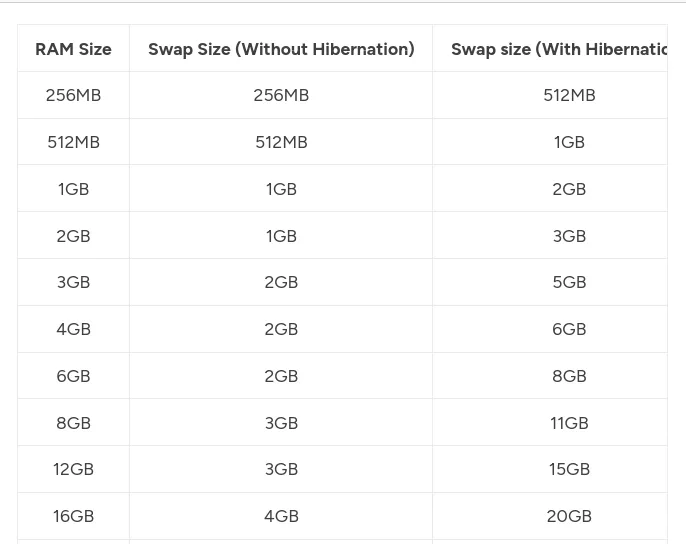 RAM Size Swap Size (Without Hibernation) Swap size (With Hibernatio
256MB 256MB 512MB
512MB 512MB 1GB
1GB 1GB 2GB
2GB 1GB 3GB
3GB 2GB 5GB
4GB 2GB 6GB
6GB 2GB 8GB
8GB 3GB 11GB
12GB 3GB 15GB
16GB 4GB 20GB